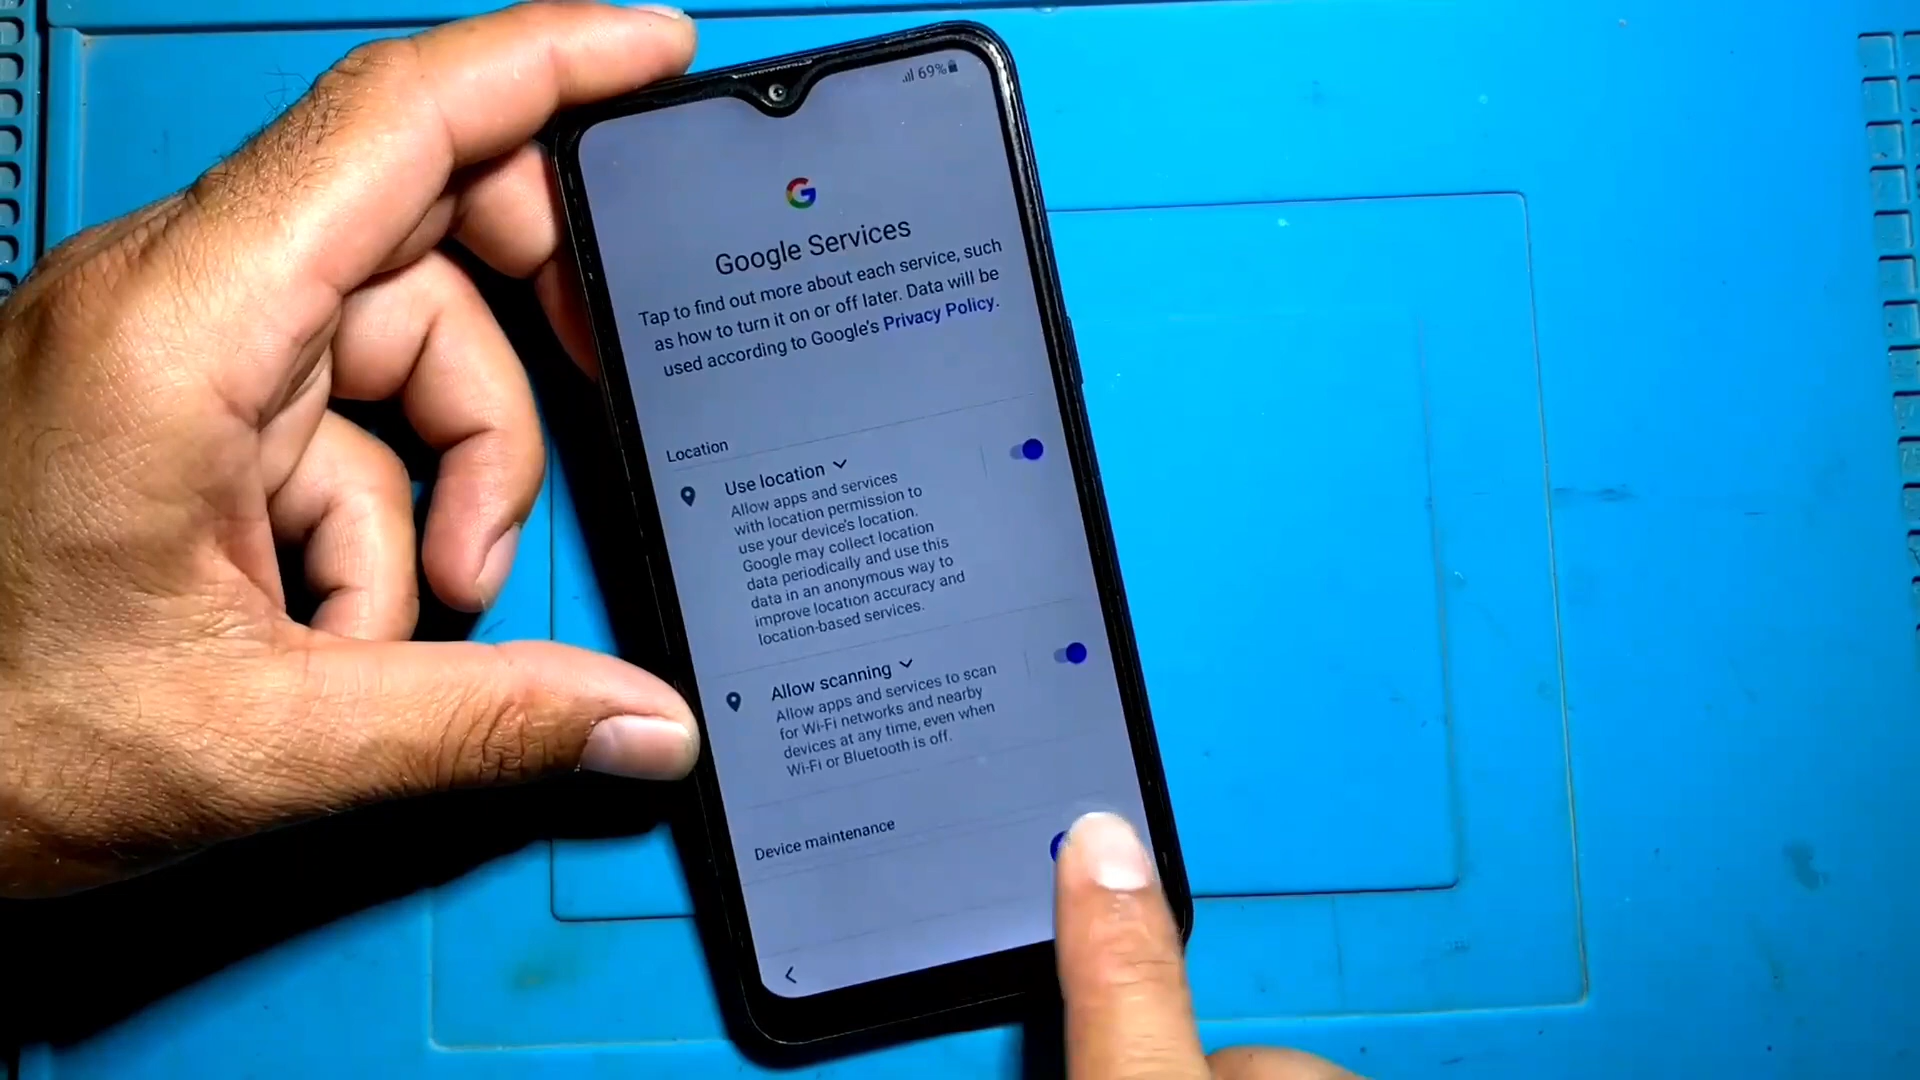 69%
G
Google Services
Tap to find out more about each service, such
as how to turn it on or off later. Data will be
used according to Google's Privacy Policy.
Location
Use location
Allow apps and services
with location permission to
use your device's location.
Google may collect location
data periodically and use this
data in an anonymous way to
improve location accuracy and
location-based services.
Allow scanning
Allow apps and services to scan
for Wi-Fi networks and nearby
devices at any time, even when
Wi-Fi or Bluetooth is off.
Device maintenance